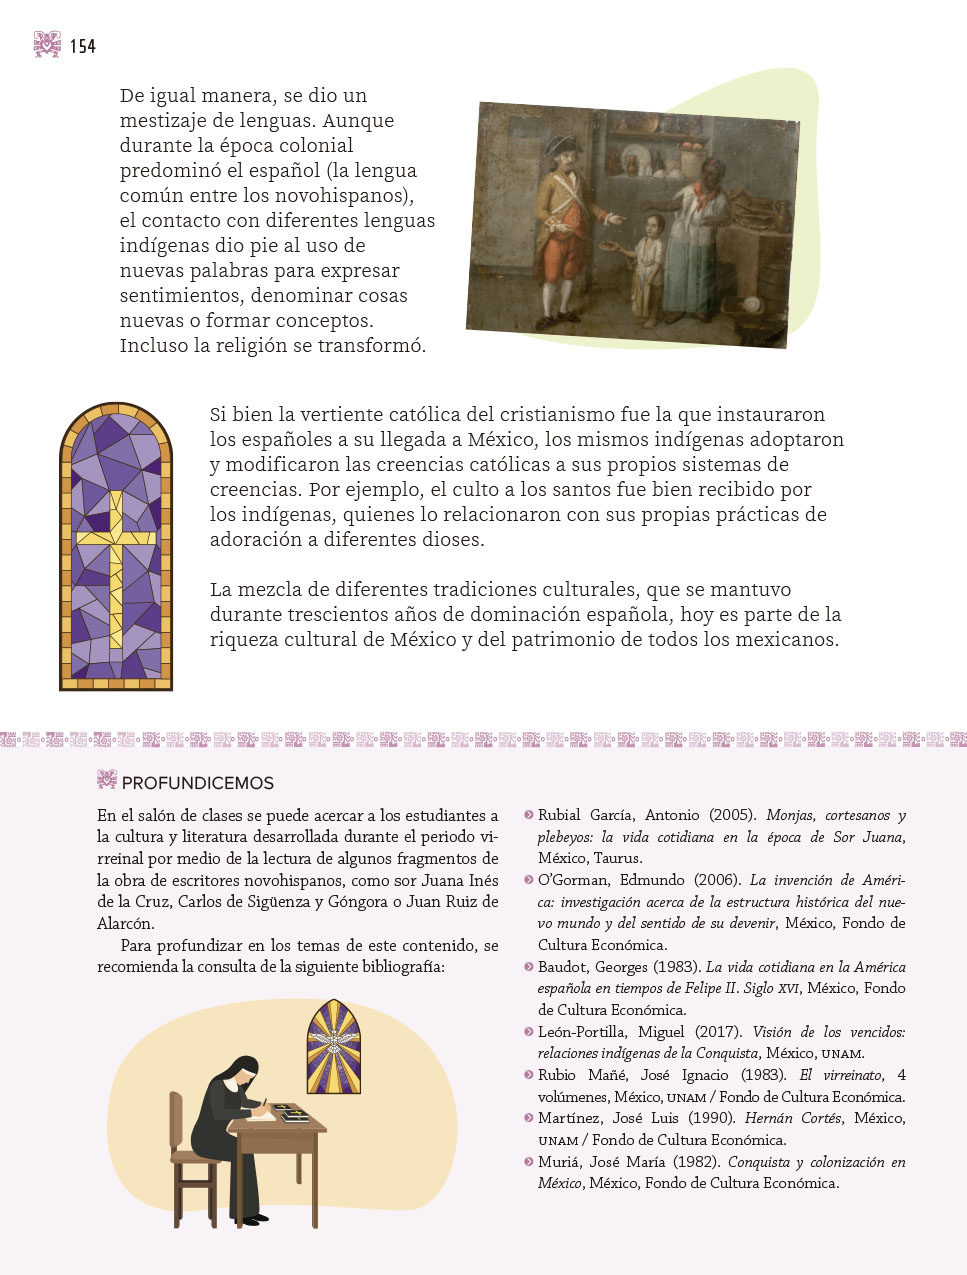 154
De igual manera, se dio un
mestizaje de lenguas. Aunque
durante la época colonial
predominó el español (la lengua
común entre los novohispanos),
el contacto con diferentes lenguas
indígenas dio pie al uso de
nuevas palabras para expresar
sentimientos, denominar cosas
nuevas o formar conceptos.
Incluso la religión se transformó.
Si bien la vertiente católica del cristianismo fue la que instauraron
los españoles a su llegada a México, los mismos indígenas adoptaron
y modificaron las creencias católicas a sus propios sistemas de
creencias. Por ejemplo, el culto a los santos fue bien recibido por
los indígenas, quienes lo relacionaron con sus propias prácticas de
adoración a diferentes dioses.
La mezcla de diferentes tradiciones culturales, que se mantuvo
durante trescientos años de dominación española, hoy es parte de la
riqueza cultural de México y del patrimonio de todos los mexicanos.
PROFUNDICEMOS
En el salón de clases se puede acercar a los estudiantes a
la cultura y literatura desarrollada durante el periodo vi-
rreinal por medio de la lectura de algunos fragmentos de
la obra de escritores novohispanos, como sor Juana Inés
de la Cruz, Carlos de Sigüenza y Góngora o Juan Ruiz de
Alarcón.
Para profundizar en los temas de este contenido, se
recomienda la consulta de la siguiente bibliografía:
Rubial García, Antonio (2005). Monjas, cortesanos y
plebeyos: la vida cotidiana en la época de Sor Juana,
México, Taurus.
O’Gorman, Edmundo (2006). La invención de Améri-
ca: investigación acerca de la estructura histórica del nue-
vo mundo y del sentido de su devenir, México, Fondo de
Cultura Económica.
Baudot, Georges (1983). La vida cotidiana en la América
española en tiempos de Felipe II. Siglo XVI, México, Fondo
de Cultura Económica.
León-Portilla, Miguel (2017). Visión de los vencidos:
relaciones indígenas de la Conquista, México, UNAM.
Rubio Mañé, José Ignacio (1983). El virreinato, 4
volúmenes, México, UNAM / Fondo de Cultura Económica.
Martínez, José Luis (1990). Hernán Cortés, México,
UNAM / Fondo de Cultura Económica.
Muriá, José María (1982). Conquista y colonización en
México, México, Fondo de Cultura Económica.